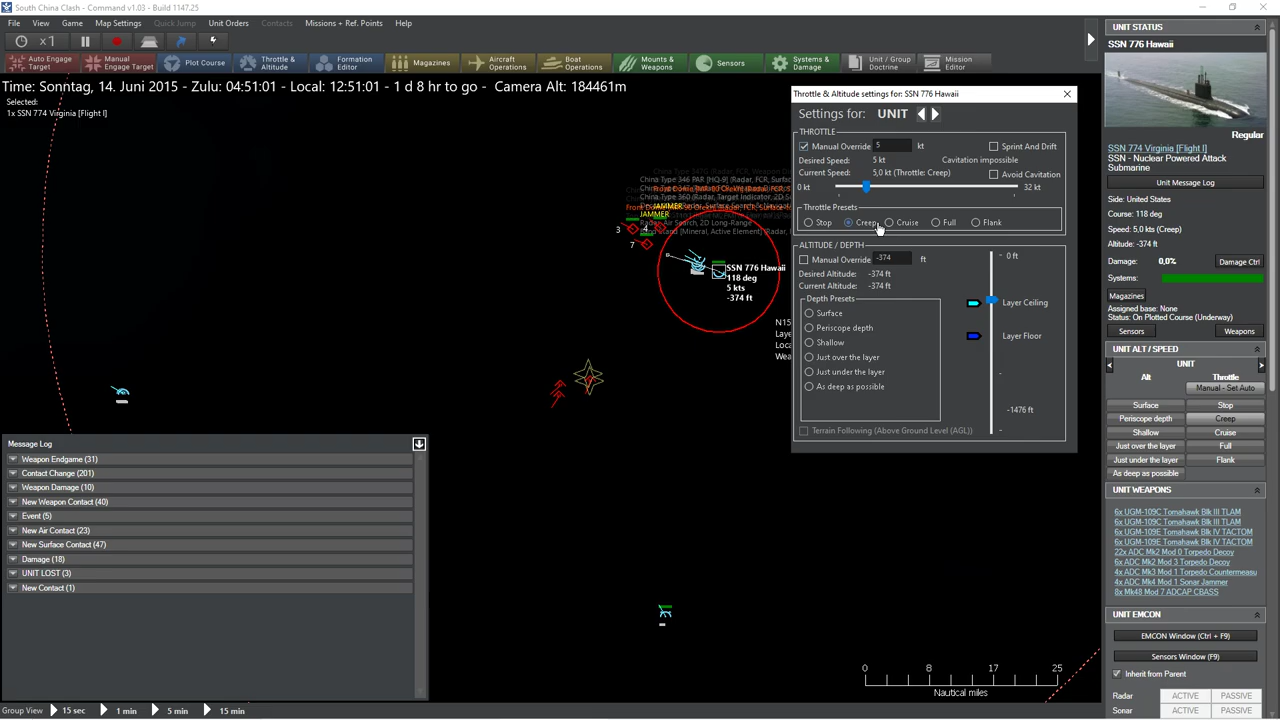 South China Clash - Command v1.03 - Build 1147.25
File View Game Map Settings Quick Jump Unit Orders Contacts Missions + Ref. Points Help
x1
Auto Engage Target Manual Engage Target Plot Course Throttle & Altitude Formation Editor Magazines Aircraft Operations Boat Operations Mounts & Weapons Sensors Systems & Damage Unit / Group Doctrine Mission Editor
Time: Sonntag, 14. Juni 2015 - Zulu: 04:51:01 - Local: 12:51:01 - 1 d 8 hr to go - Camera Alt: 184461m
Selected:
1x SSN 774 Virginia [Flight I]
China Type 346 PAR [HQ-9] (Radar, FCR, Surfac
JAMMER
JAMMER
3
4
7
SSN 776 Hawaii
118 deg
5 kts
-374 ft
N15
Laye
Loca
Wea
Throttle & Altitude settings for: SSN 776 Hawaii
Settings for: UNIT
THROTTLE
Manual Override 5 kt Sprint And Drift
Desired Speed: 5 kt Cavitation impossible
Current Speed: 5,0 kt (Throttle: Creep) Avoid Cavitation
0 kt 32 kt
Throttle Presets
Stop Creep Cruise Full Flank
ALTITUDE / DEPTH
Manual Override -374 ft
Desired Altitude: -374 ft
Current Altitude: -374 ft
Depth Presets
Surface
Periscope depth
Shallow
Just over the layer
Just under the layer
As deep as possible
- 0 ft
Layer Ceiling
Layer Floor
-1476 ft
Terrain Following (Above Ground Level (AGL))
UNIT STATUS
SSN 776 Hawaii
Regular
SSN 774 Virginia [Flight I]
SSN - Nuclear Powered Attack
Submarine
Unit Message Log
Side: United States
Course: 118 deg
Speed: 5.0 kts (Creep)
Altitude: -374 ft
Damage: 0,0% Damage Ctrl
Systems:
Magazines
Assigned base: None
Status: On Plotted Course (Underway)
Sensors Weapons
UNIT ALT / SPEED
UNIT
Alt Throttle
Manual - Set Auto
Surface Stop
Periscope depth Creep
Shallow Cruise
Just over the layer Full
Just under the layer Flank
As deep as possible
UNIT WEAPONS
6x UGM-109C Tomahawk Blk III TLAM
6x UGM-109C Tomahawk Blk III TLAM
6x UGM-109E Tomahawk Blk IV TACTOM
6x UGM-109E Tomahawk Blk IV TACTOM
22x ADC Mk2 Mod 0 Torpedo Decoy
6x ADC Mk2 Mod 3 Torpedo Decoy
4x ADC Mk3 Mod 1 Torpedo Countermeasu
4x ADC Mk4 Mod 1 Sonar Jammer
8x Mk48 Mod 7 ADCAP CBASS
UNIT EMCON
EMCON Window (Ctrl + F9)
Sensors Window (F9)
Inherit from Parent
Radar ACTIVE PASSIVE
Sonar ACTIVE PASSIVE
Message Log
Weapon Endgame (31)
Contact Change (201)
Weapon Damage (10)
New Weapon Contact (40)
Event (5)
New Air Contact (23)
New Surface Contact (47)
Damage (18)
UNIT LOST (3)
New Contact (1)
0 8 17 25
Nautical miles
Group View 15 sec 1 min 5 min 15 min